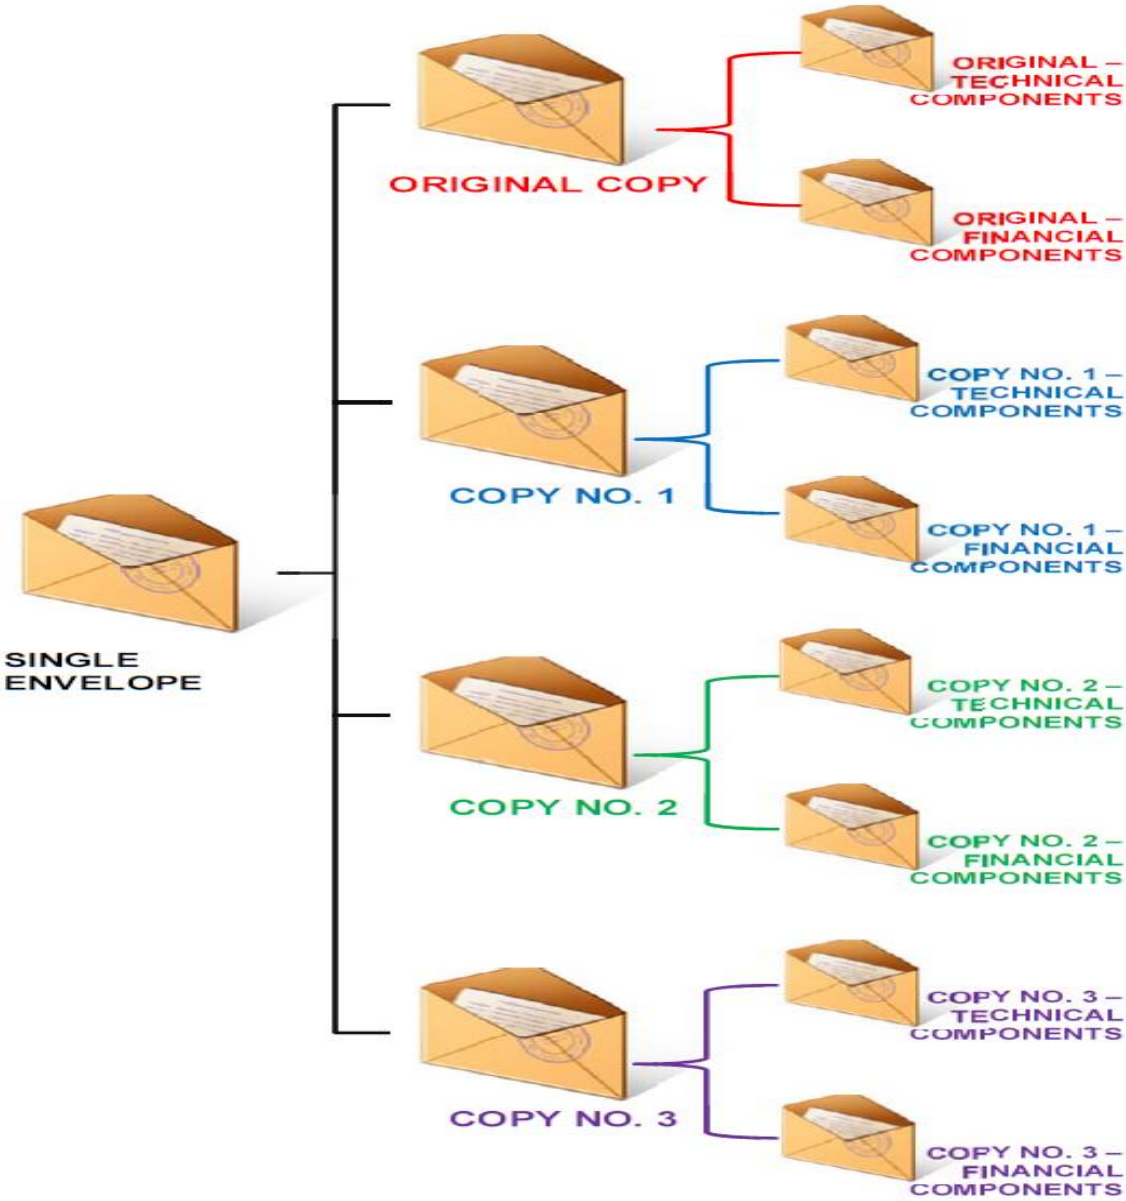 ORIGINAL –
TECHNICAL
COMPONENTS
ORIGINAL COPY
ORIGINAL –
FINANCIAL
COMPONENTS
COPY NO. 1 –
TECHNICAL
COMPONENTS
COPY NO. 1
COPY NO. 1 –
FINANCIAL
COMPONENTS
SINGLE
ENVELOPE
COPY NO. 2 –
TECHNICAL
COMPONENTS
COPY NO. 2
COPY NO. 2 –
FINANCIAL
COMPONENTS
COPY NO. 3 –
TECHNICAL
COMPONENTS
COPY NO. 3
COPY NO. 3 –
FINANCIAL
COMPONENTS